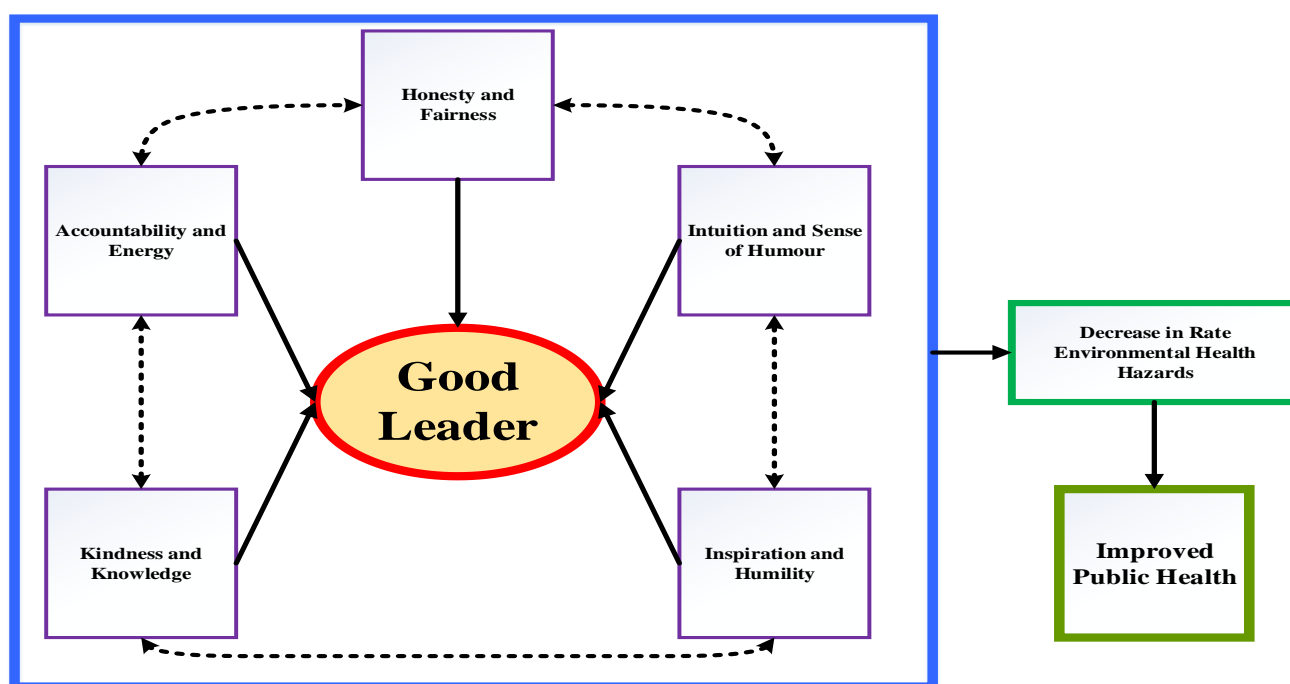 Honesty and
Fairness
Accountability and
Energy
Intuition and Sense
of Humour
Good
Leader
Decrease in Rate
Environmental Health
Hazards
Kindness and
Knowledge
Inspiration and
Humility
Improved
Public Health